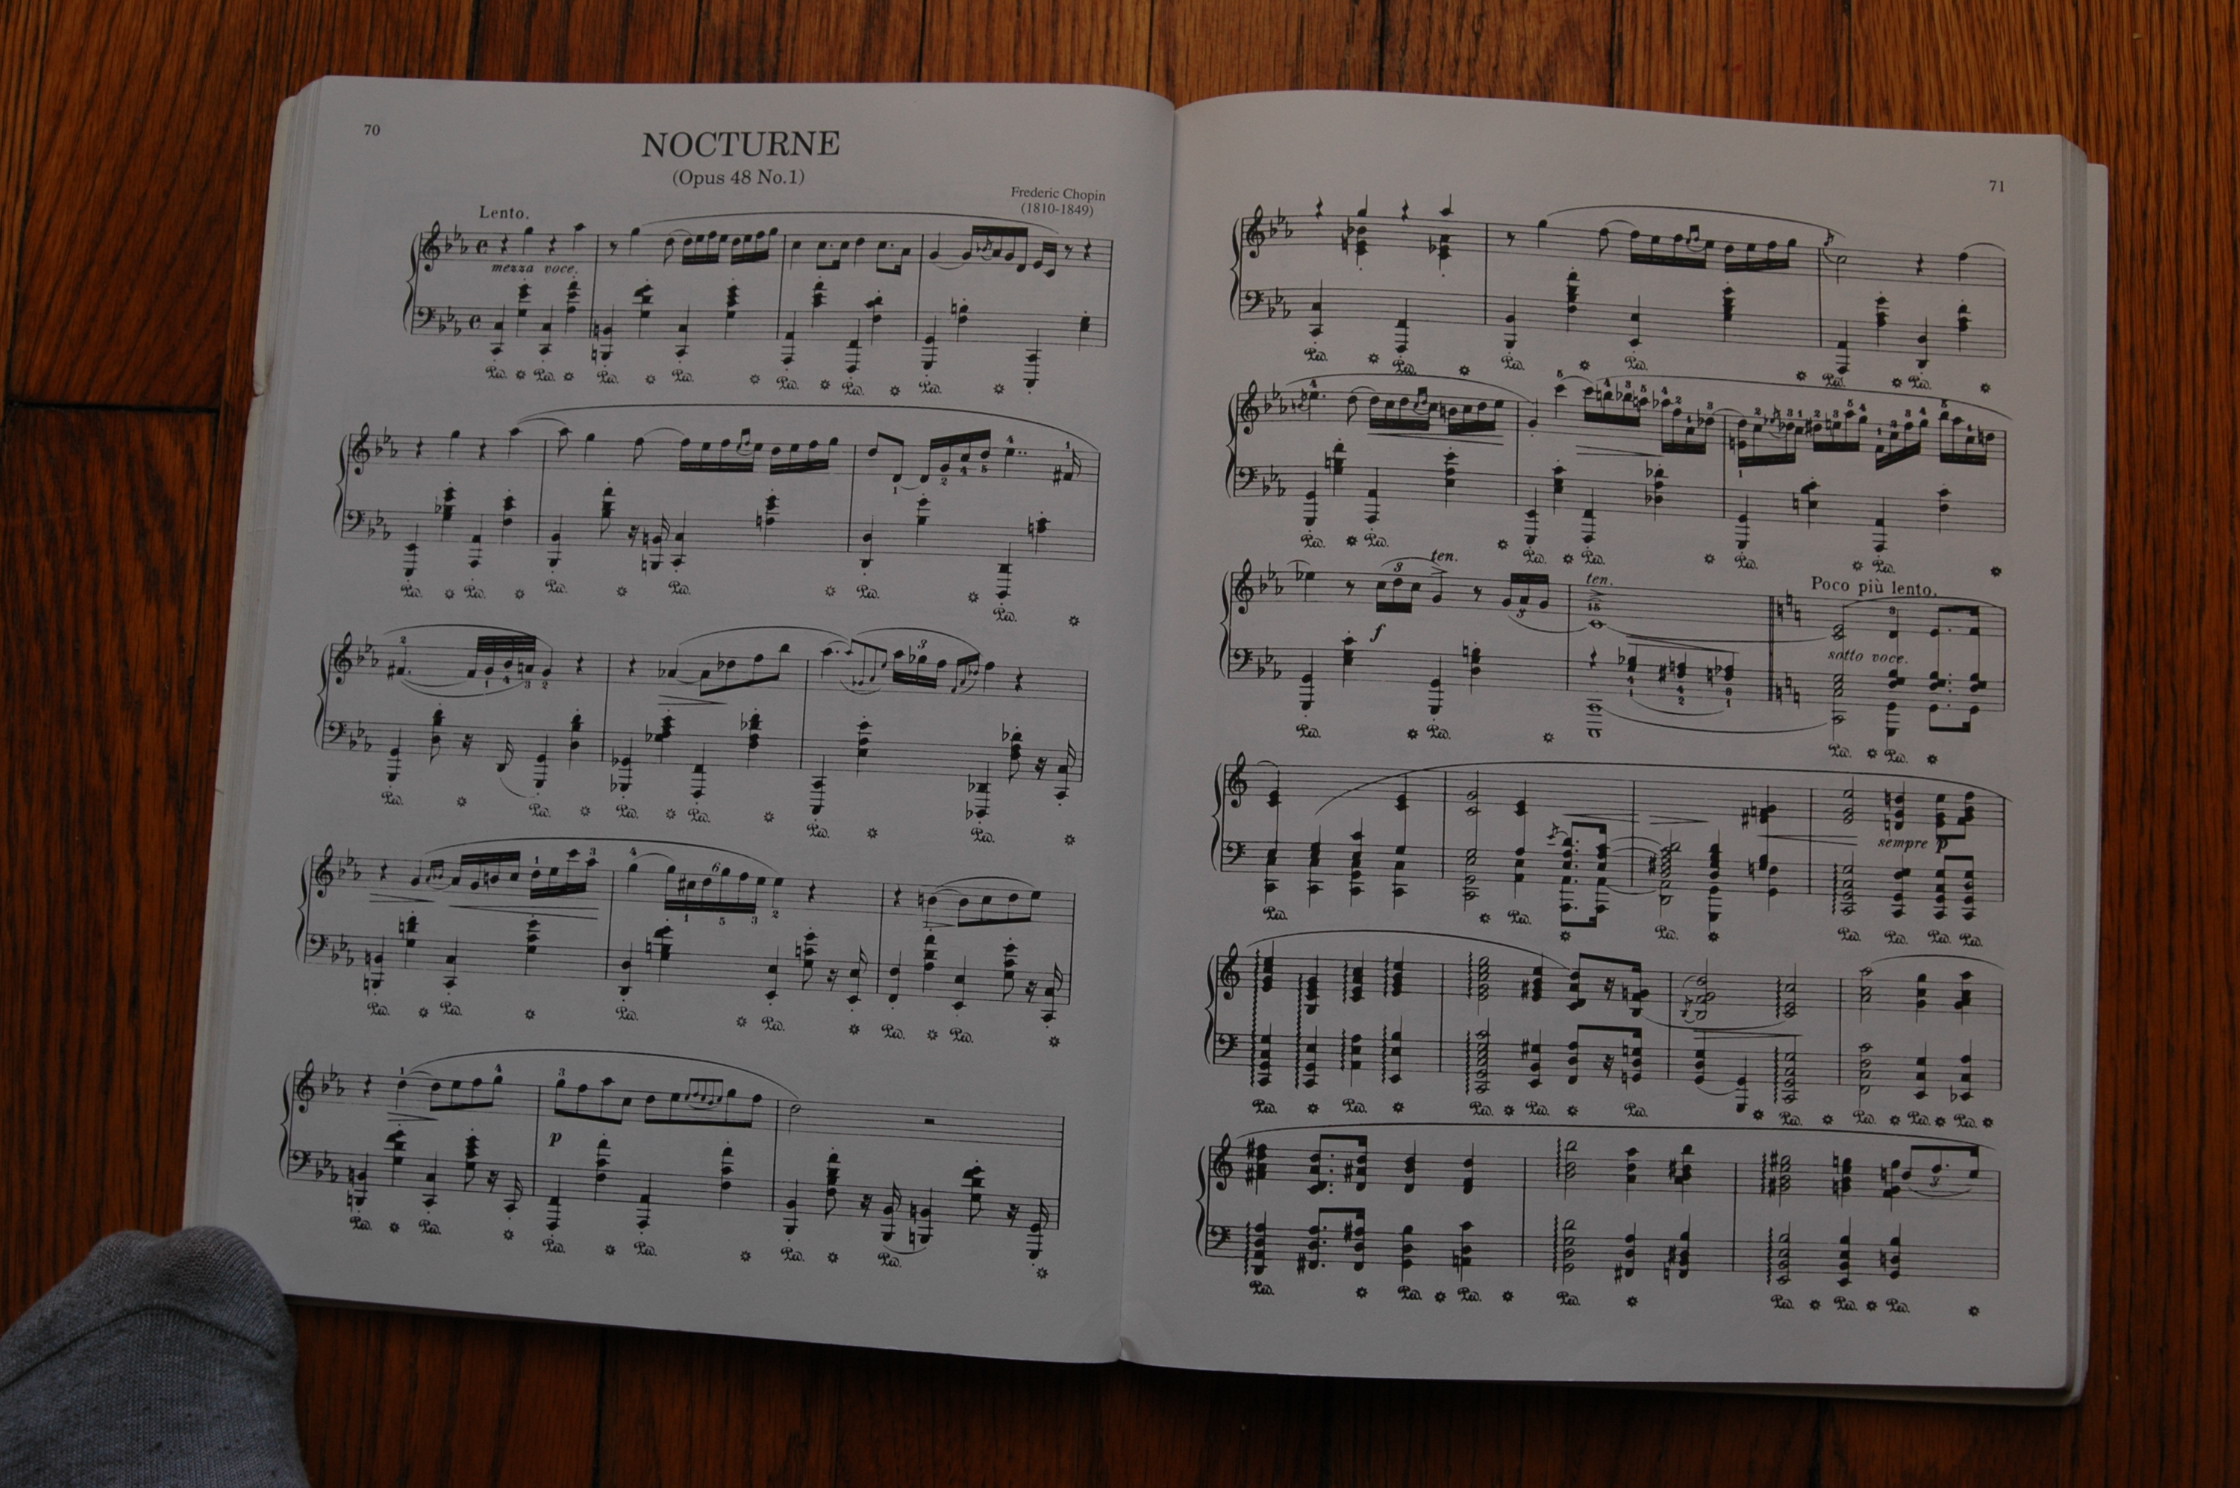 70
NOCTURNE
(Opus 48 No.1)
Frederic Chopin
(1810-1849)
Lento.
mezza voce.
p
71
f
ten.
ten.
Poco più lento.
sotto voce.
sempre p